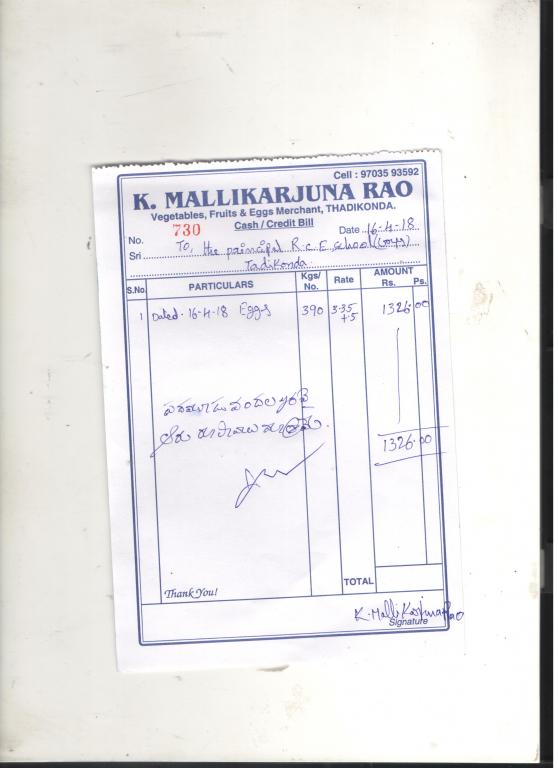 Cell : 97035 93592
K. MALLIKARJUNA RAO
Vegetables, Fruits & Eggs Merchant, THADIKONDA.
Cash / Credit Bill
No. 730 Date 16-4-18
Sri To, the principal R.C.E. School (boys)
Tadikonda.
S.No. PARTICULARS Kgs/ No. Rate AMOUNT Rs. Ps.
1 Dated. 16-4-18 Eggs 390 3.35 +5 1326.00
1326.00
Thank You!
TOTAL
K. Mallikarjuna Rao
Signature